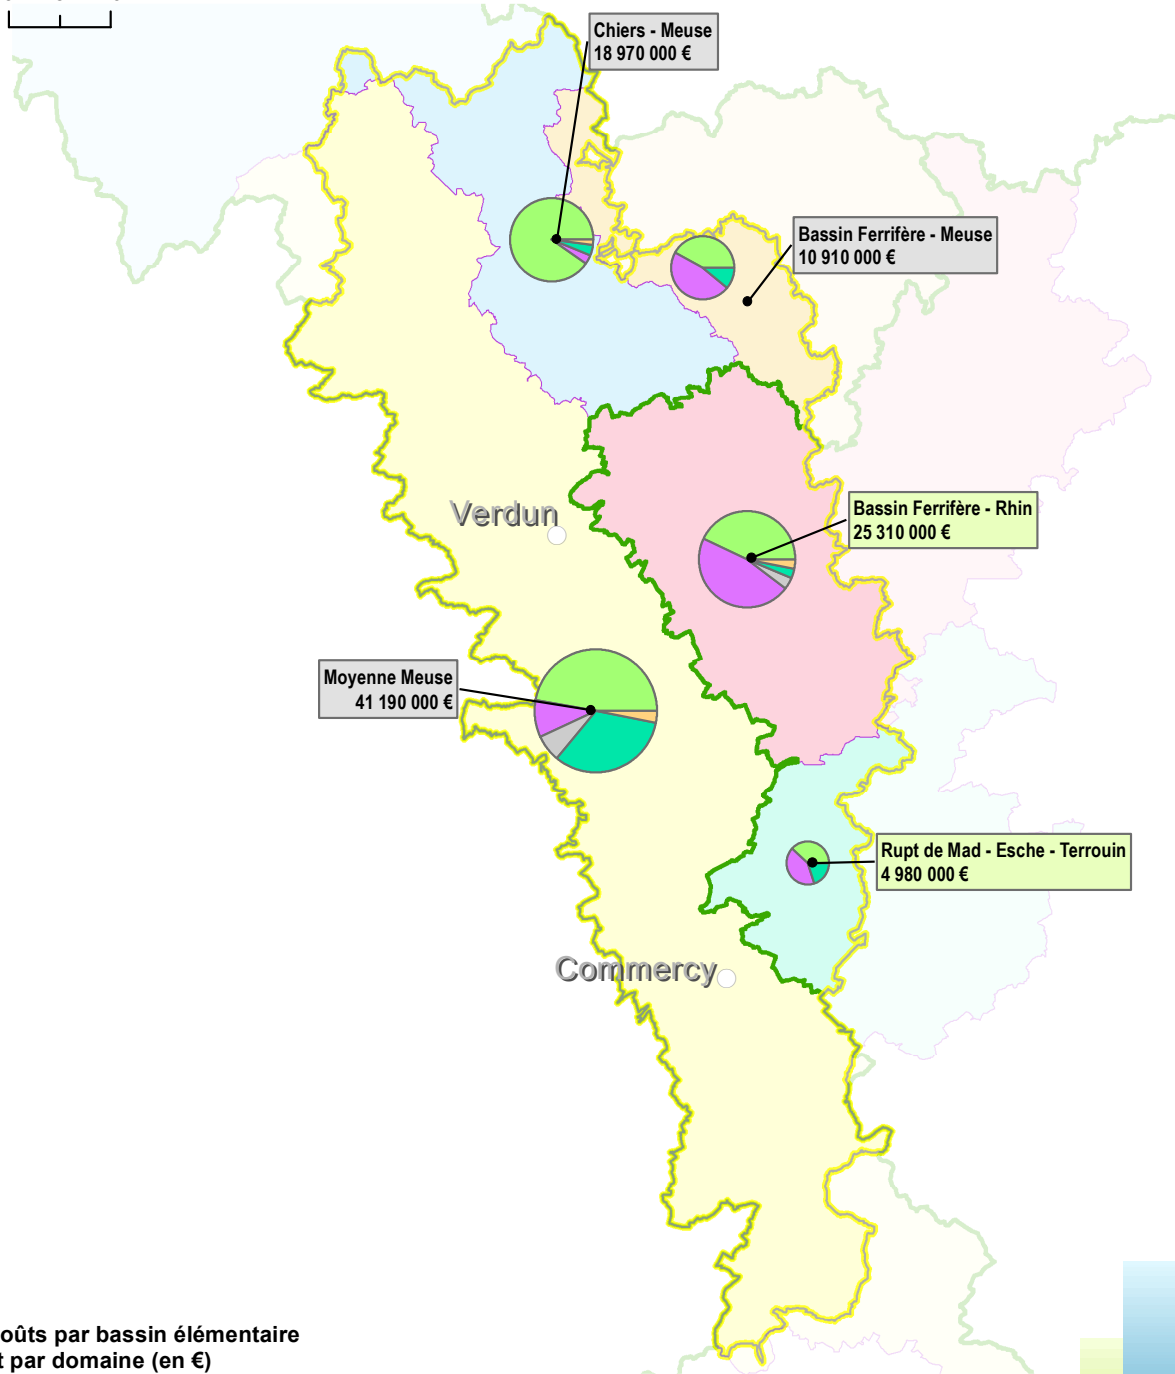 Chiers - Meuse
18 970 000 €
Bassin Ferrifère - Meuse
10 910 000 €
Bassin Ferrifère - Rhin
25 310 000 €
Verdun
Moyenne Meuse
41 190 000 €
Rupt de Mad - Esche - Terrouin
4 980 000 €
Commercy
oûts par bassin élémentaire
t par domaine (en €)